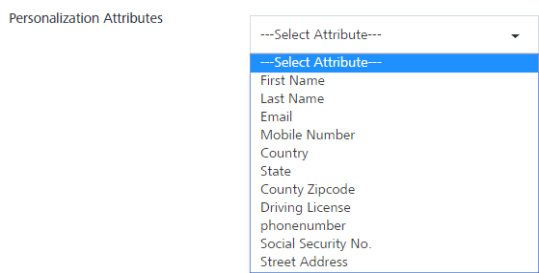 Personalization Attributes
---Select Attribute---
---Select Attribute---
First Name
Last Name
Email
Mobile Number
Country
State
County Zipcode
Driving License
phonenumber
Social Security No.
Street Address